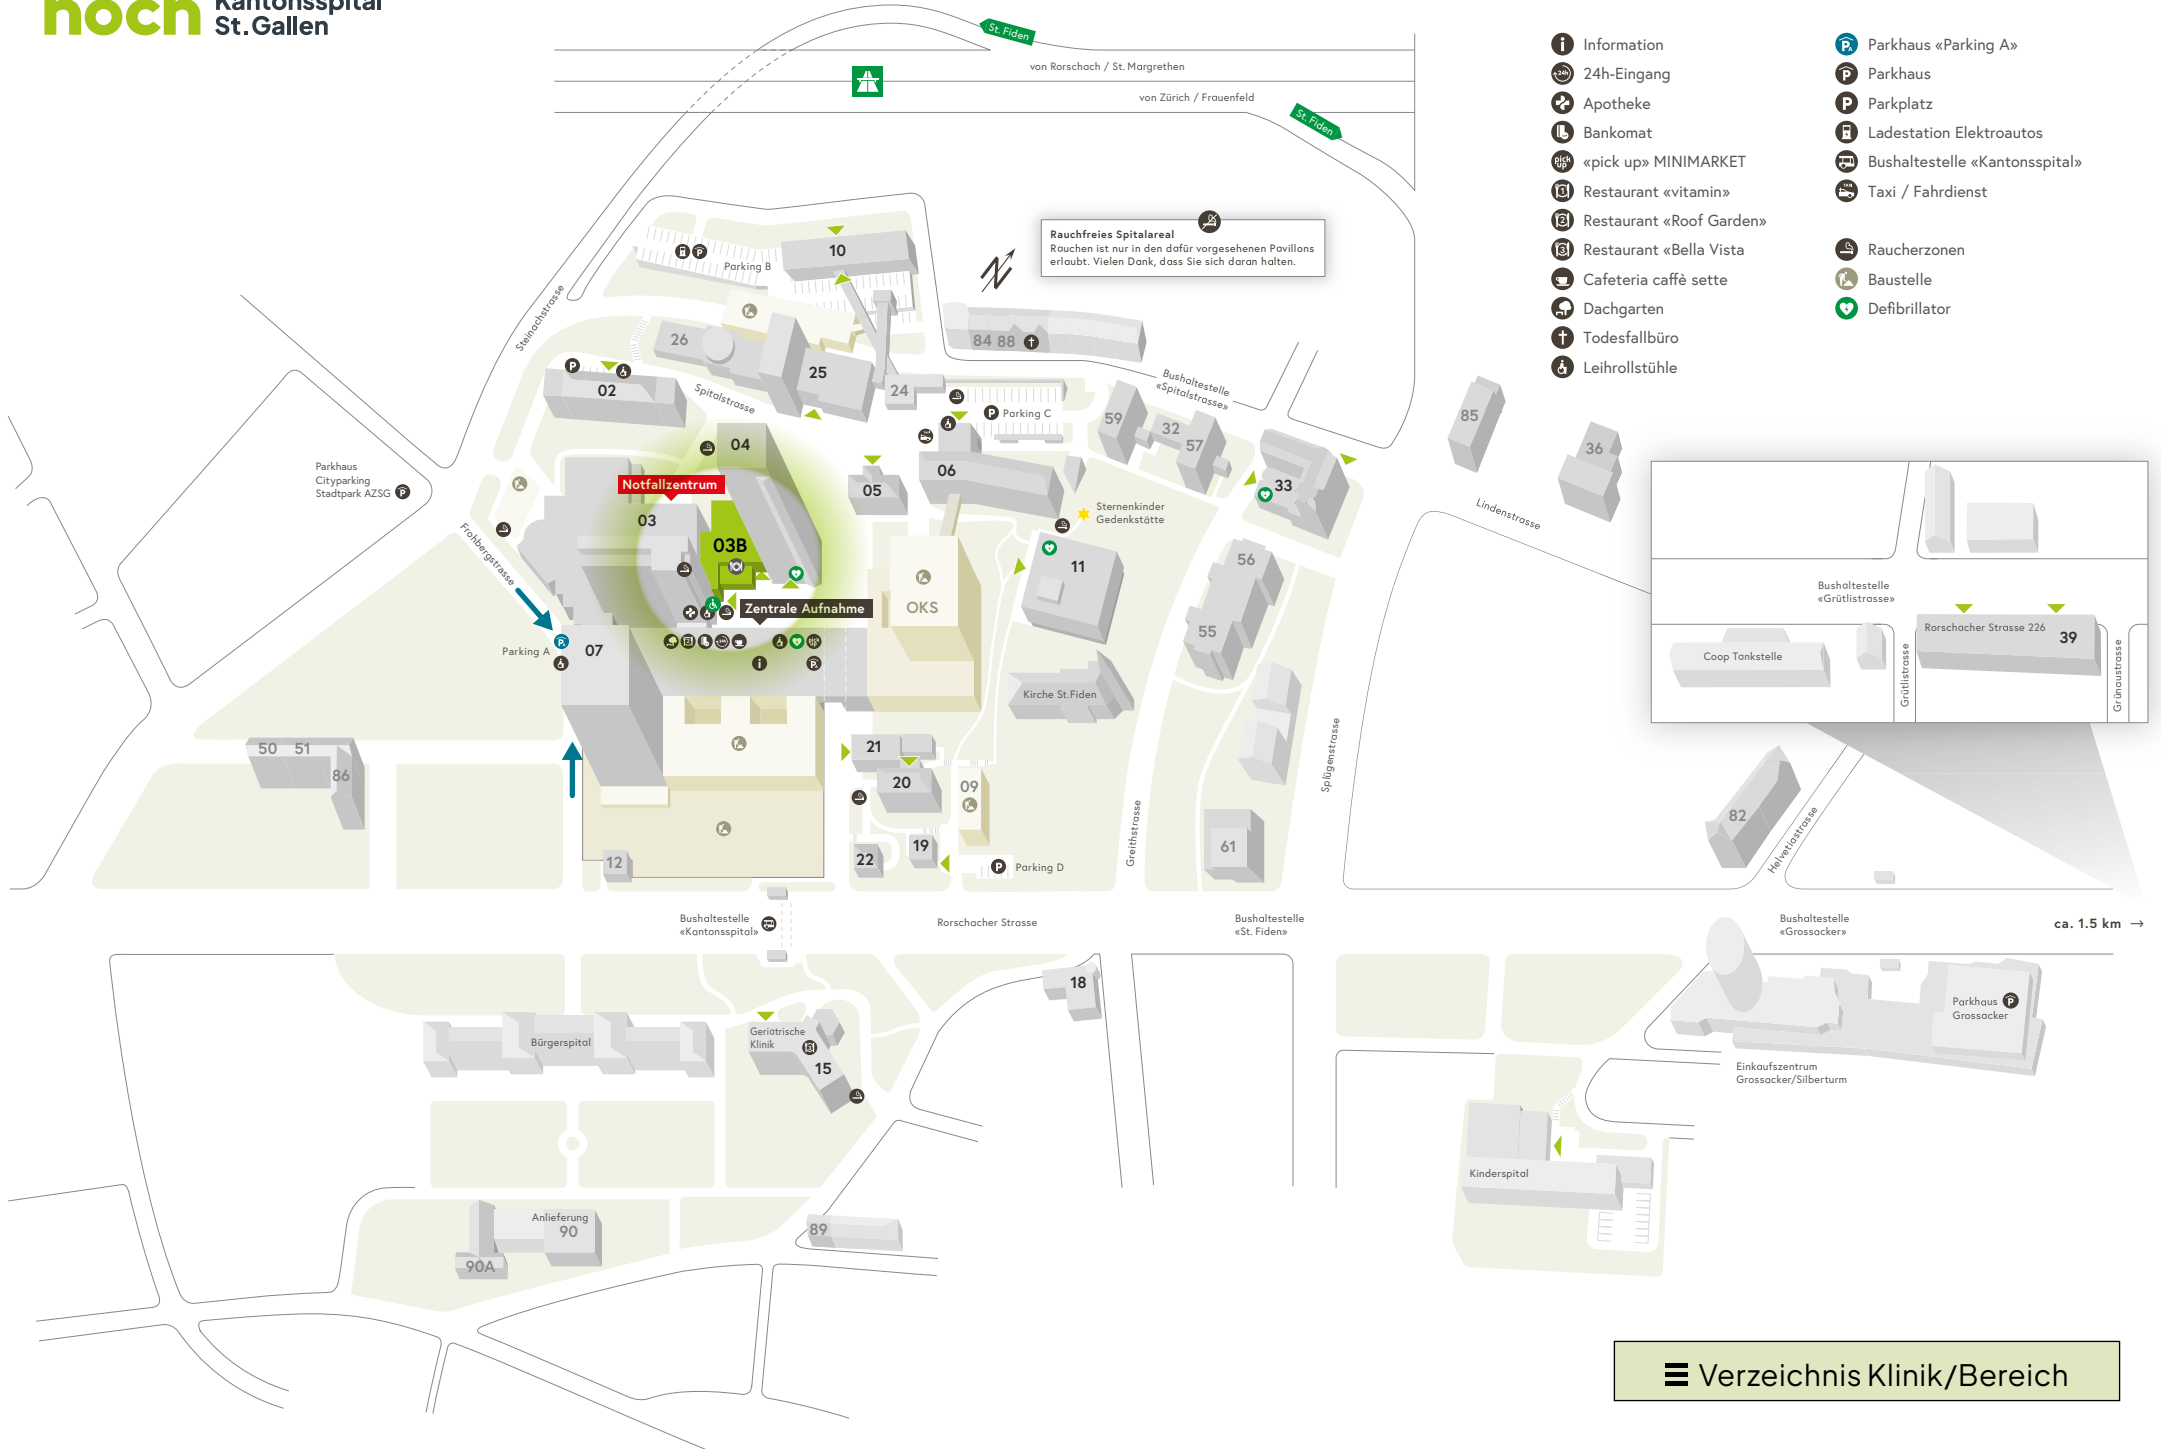 noch Kantonsspital
St.Gallen
St. Fiden
von Rorschach / St. Margrethen
von Zürich / Frauenfeld
St. Fiden
Information
24h-Eingang
Apotheke
Bankomat
«pick up» MINIMARKET
Restaurant «vitamin»
Restaurant «Roof Garden»
Restaurant «Bella Vista
Cafeteria caffè sette
Dachgarten
Todesfallbüro
Leihrollstühle
Parkhaus «Parking A»
Parkhaus
Parkplatz
Ladestation Elektroautos
Bushaltestelle «Kantonsspital»
Taxi / Fahrdienst
Raucherzonen
Baustelle
Defibrillator
Rauchfreies Spitalareal
Rauchen ist nur in den dafür vorgesehenen Pavillons
erlaubt. Vielen Dank, dass Sie sich daran halten.
N
10
Parking B
Steinachstrasse
26
84 88
25
24
02
Spitalstrasse
Bushaltestelle
«Spitalstrasse»
Parking C
59
32
57
85
36
04
Parkhaus
Cityparking
Stadtpark AZSG
Notfallzentrum
03
03B
05
06
33
Sternenkinder
Gedenkstätte
Lindenstrasse
Frohbergstrasse
11
56
55
OKS
Zentrale Aufnahme
Parking A
07
Kirche St.Fiden
Bushaltestelle
«Grütlistrasse»
Rorschacher Strasse 226
39
Coop Tankstelle
Grütlistrasse
Grünaustrasse
50 51
86
21
20
09
Splügenstrasse
Greithstrasse
82
Helvetiastrasse
12
22
19
Parking D
61
Bushaltestelle
«Kantonsspital»
Rorschacher Strasse
Bushaltestelle
«St. Fiden»
Bushaltestelle
«Grossacker»
ca. 1.5 km →
18
Bürgerspital
Geriatrische
Klinik
15
Parkhaus
Grossacker
Einkaufszentrum
Grossacker/Silberturm
Kinderspital
Anlieferung
90
90A
89
Verzeichnis Klinik/Bereich